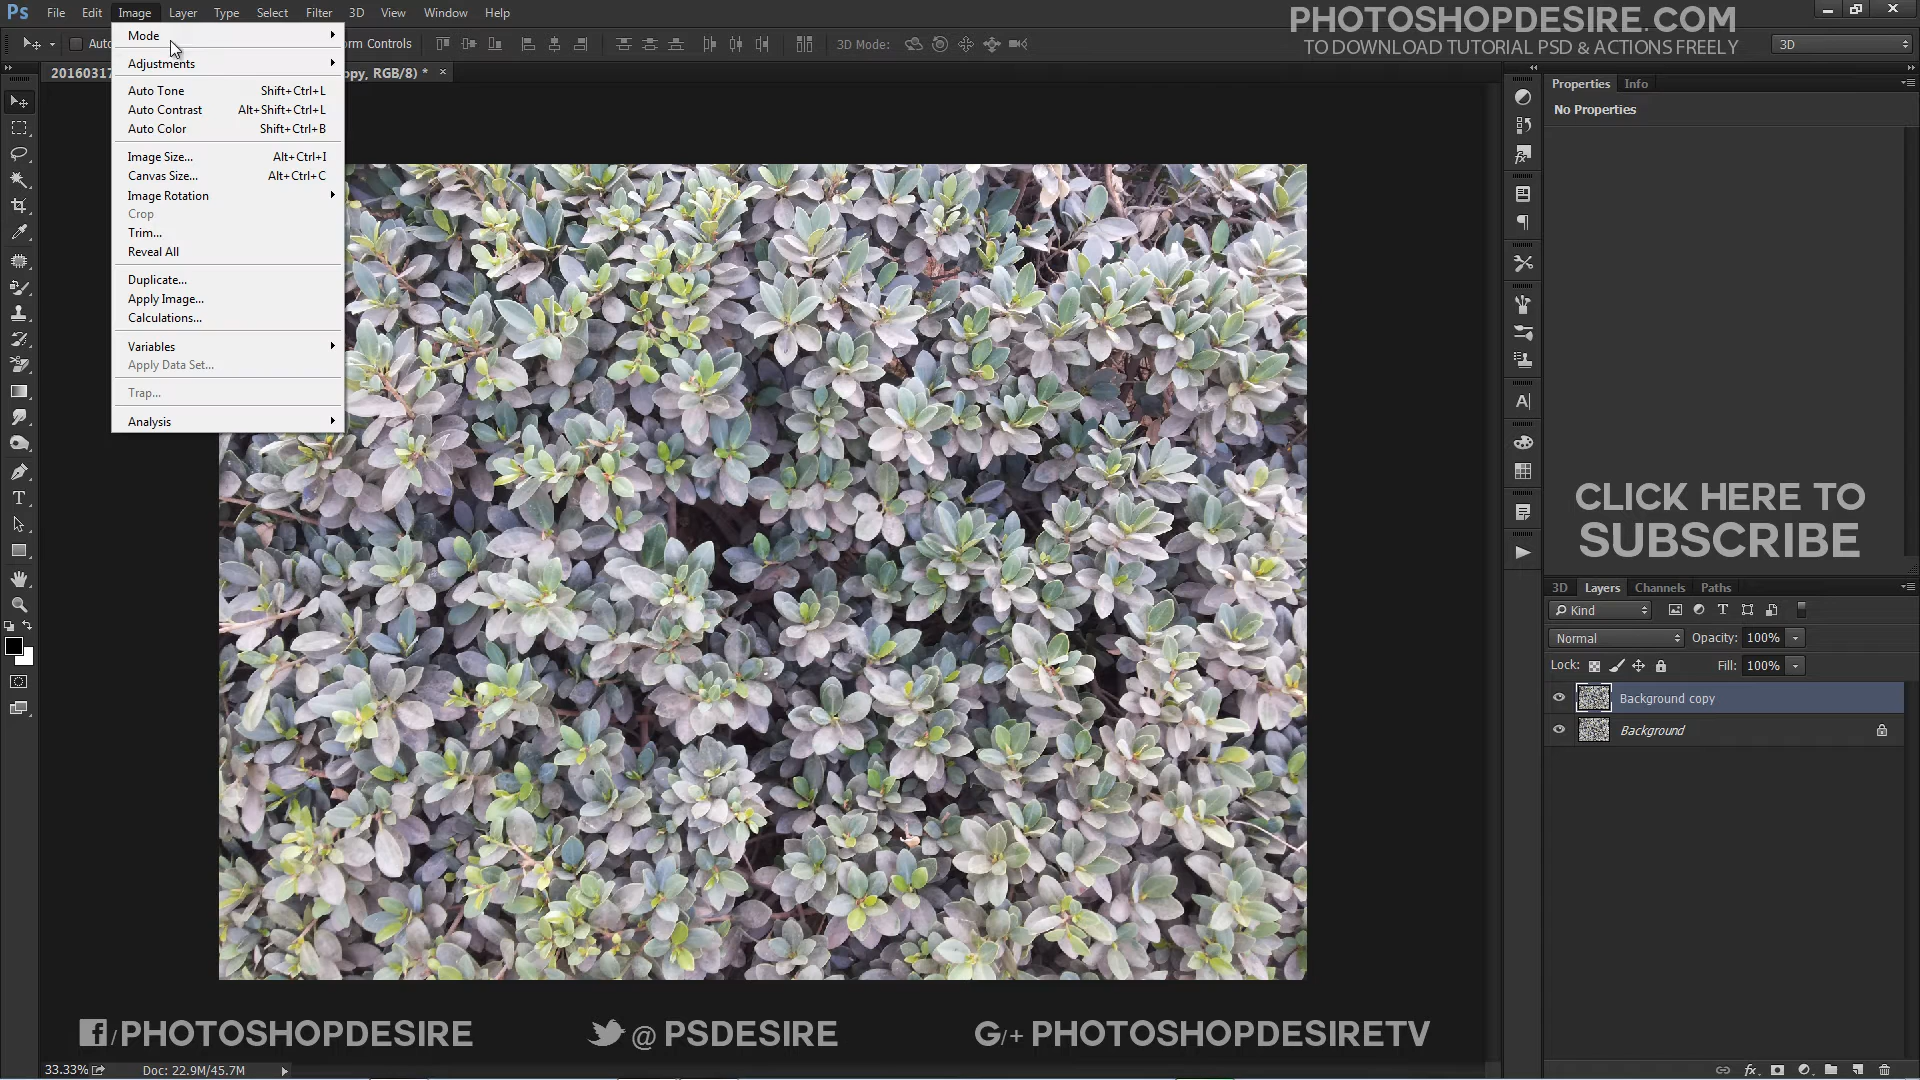 Ps File Edit Image Layer Type Select Filter 3D View Window Help
PHOTOSHOPDESIRE.COM
TO DOWNLOAD TUTORIAL PSD & ACTIONS FREELY
Auto
rm Controls
3D Mode:
3D
20160317
opy, RGB/8) * ×
Mode
Adjustments
Auto Tone Shift+Ctrl+L
Auto Contrast Alt+Shift+Ctrl+L
Auto Color Shift+Ctrl+B
Image Size... Alt+Ctrl+I
Canvas Size... Alt+Ctrl+C
Image Rotation
Crop
Trim...
Reveal All
Duplicate...
Apply Image...
Calculations...
Variables
Apply Data Set...
Trap...
Analysis
Properties Info
No Properties
CLICK HERE TO
SUBSCRIBE
3D Layers Channels Paths
Kind
Normal Opacity: 100%
Lock: Fill: 100%
Background copy
Background
f/PHOTOSHOPDESIRE
@ PSDESIRE
G/+ PHOTOSHOPDESIRETV
33.33% Doc: 22.9M/45.7M
fx